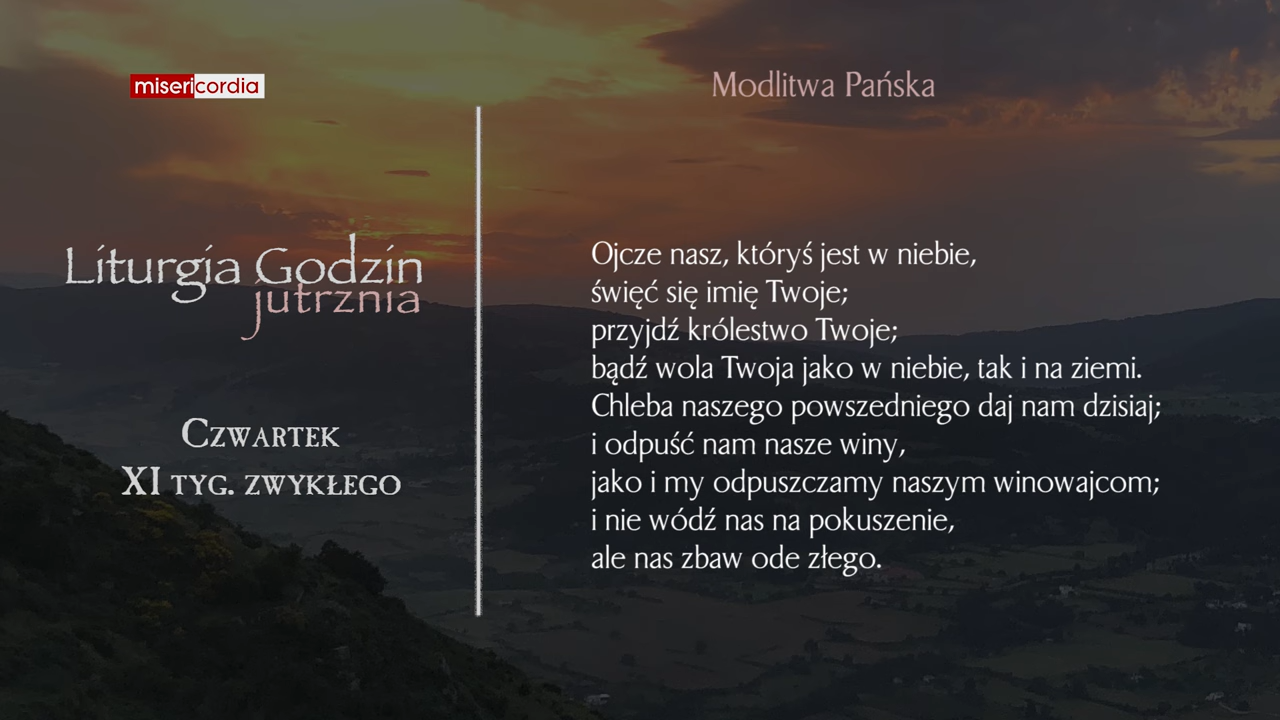 misericordia
Liturgia Godzin
jutrznia
Czwartek
XI tyg. zwykłego
Modlitwa Pańska
Ojcze nasz, któryś jest w niebie,
święć się imię Twoje;
przyjdź królestwo Twoje;
bądź wola Twoja jako w niebie, tak i na ziemi.
Chleba naszego powszedniego daj nam dzisiaj;
i odpuść nam nasze winy,
jako i my odpuszczamy naszym winowajcom;
i nie wódź nas na pokuszenie,
ale nas zbaw ode złego.